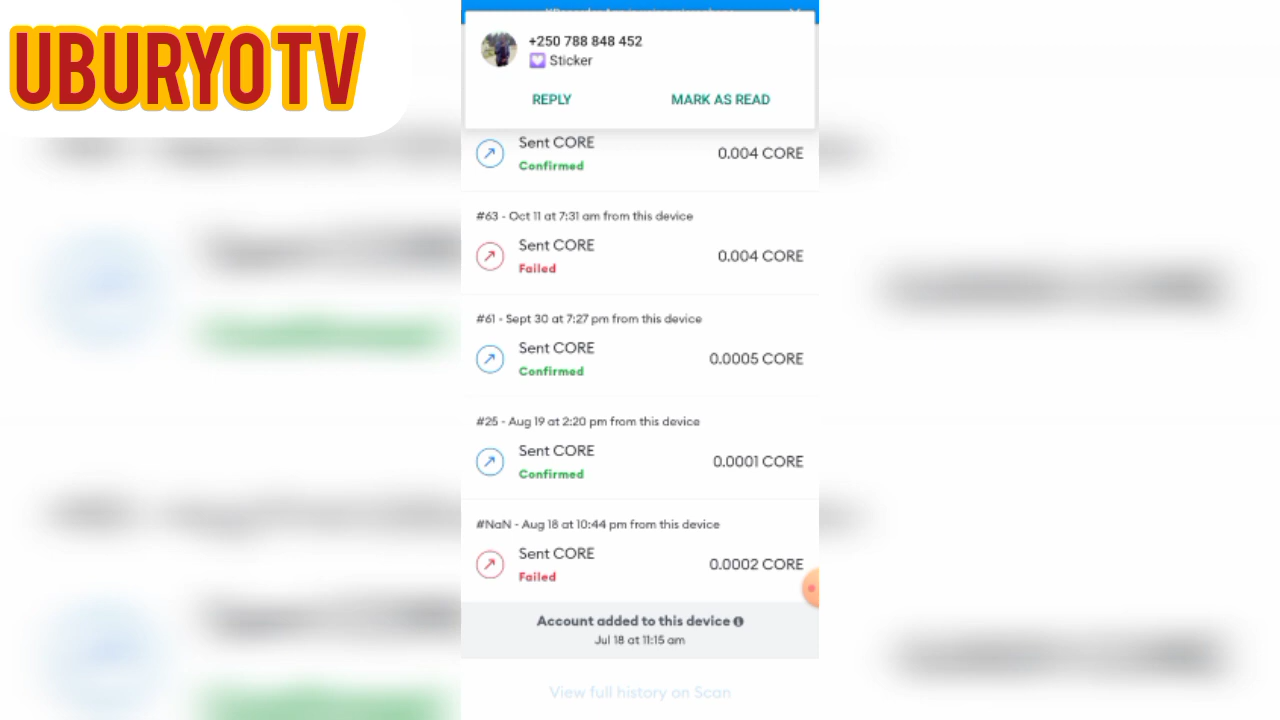 UBURYO TV
+250 788 848 452
Sticker
REPLY MARK AS READ
Sent CORE
0.004 CORE
Confirmed
#63 - Oct 11 at 7:31 am from this device
Sent CORE
0.004 CORE
Failed
#61 - Sept 30 at 7:27 pm from this device
Sent CORE
0.0005 CORE
Confirmed
#25 - Aug 19 at 2:20 pm from this device
Sent CORE
0.0001 CORE
Confirmed
#NaN - Aug 18 at 10:44 pm from this device
Sent CORE
0.0002 CORE
Failed
Account added to this device
Jul 18 at 11:15 am
View full history on Scan